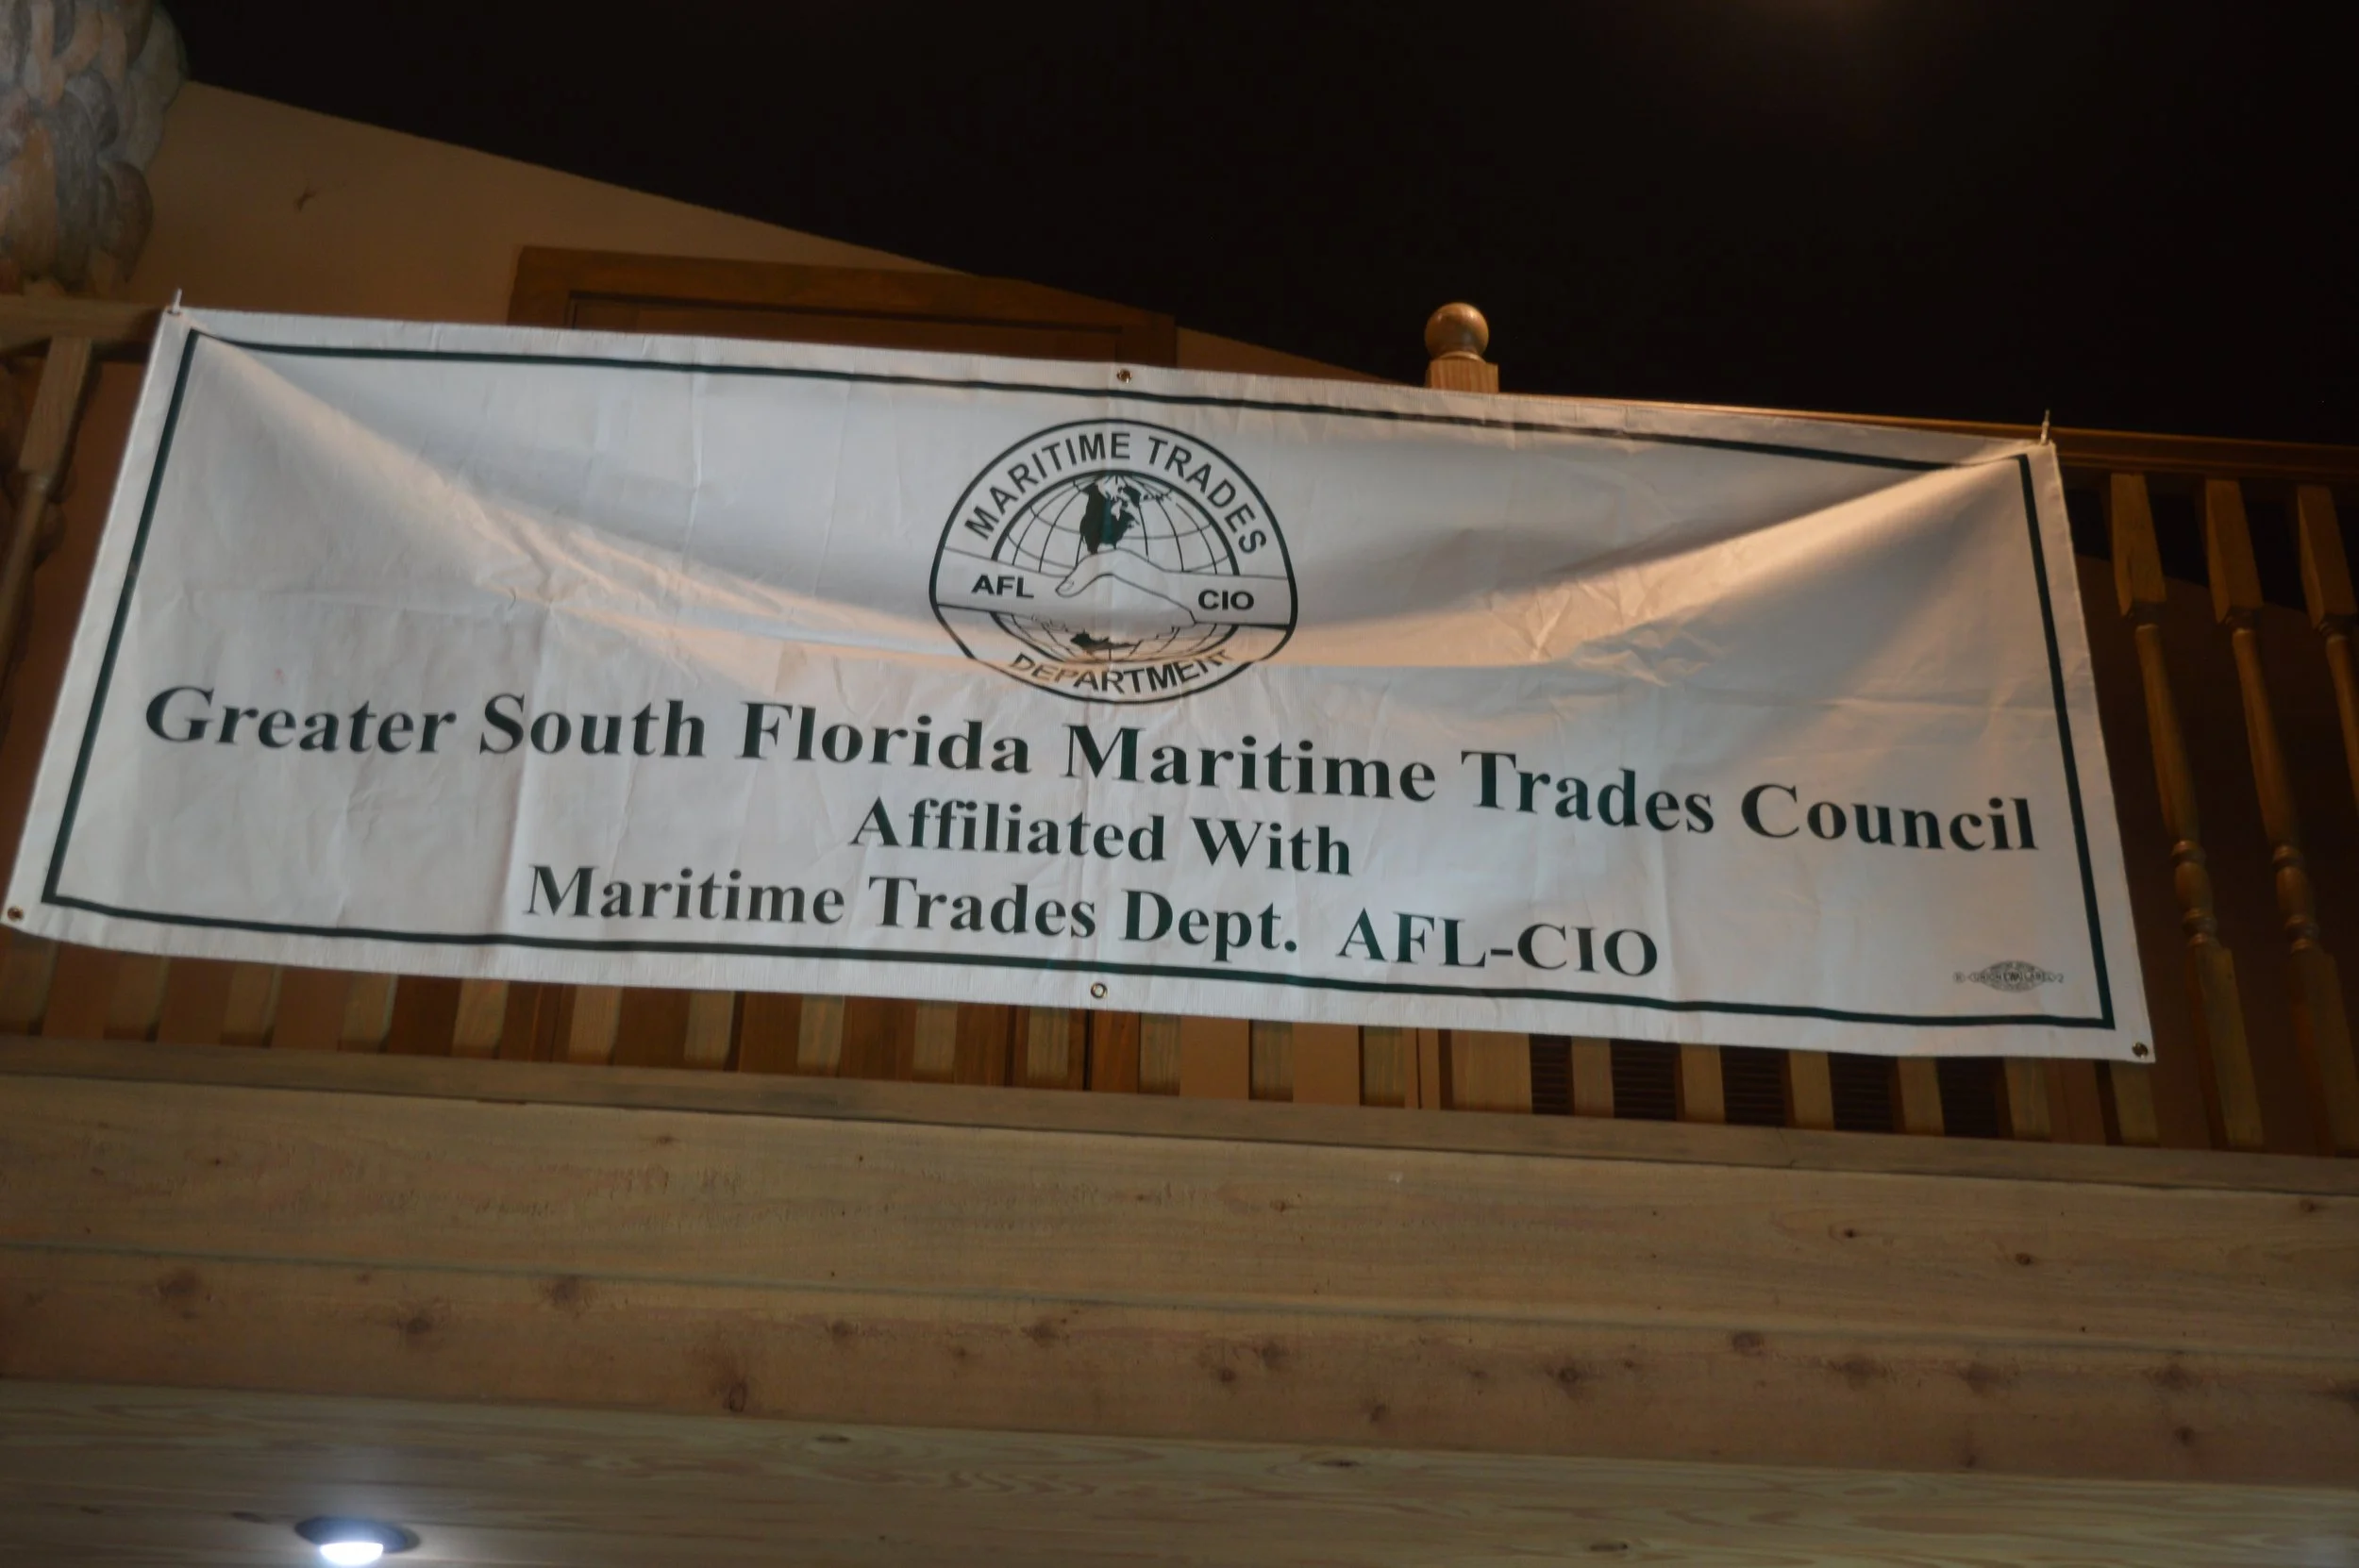 MARITIME TRADES
AFL CIO
DEPARTMENT
Greater South Florida Maritime Trades Council
Affiliated With
Maritime Trades Dept. AFL-CIO